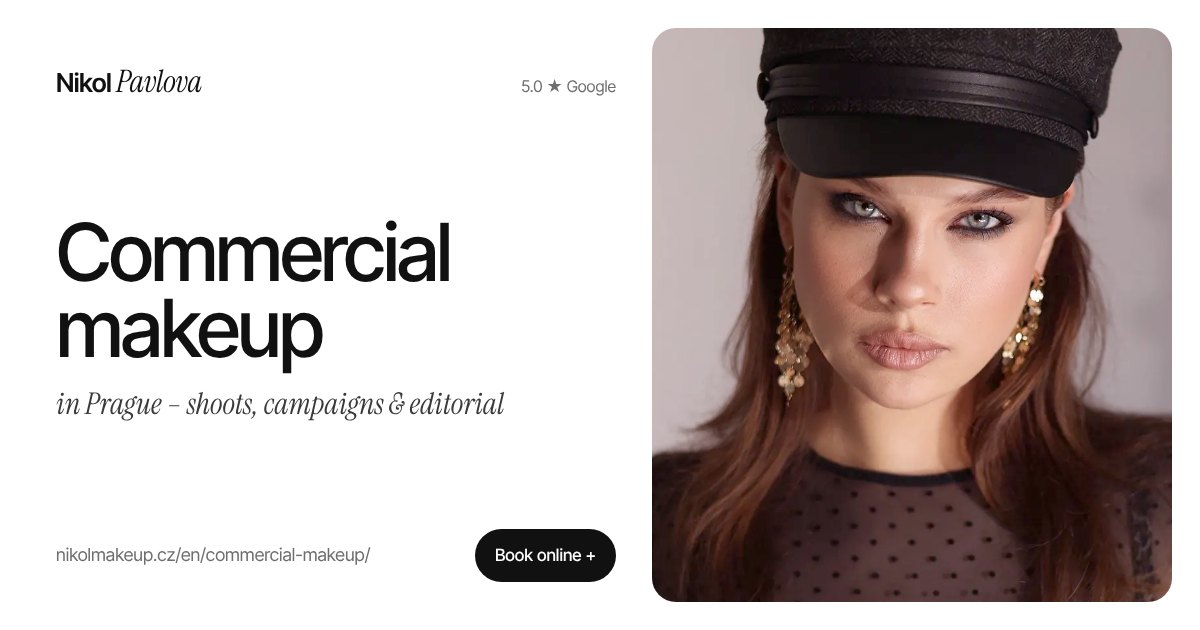 Nikol Pavlova
5.0 ★ Google
Commercial
makeup
in Prague – shoots, campaigns & editorial
nikolmakeup.cz/en/commercial-makeup/
Book online +